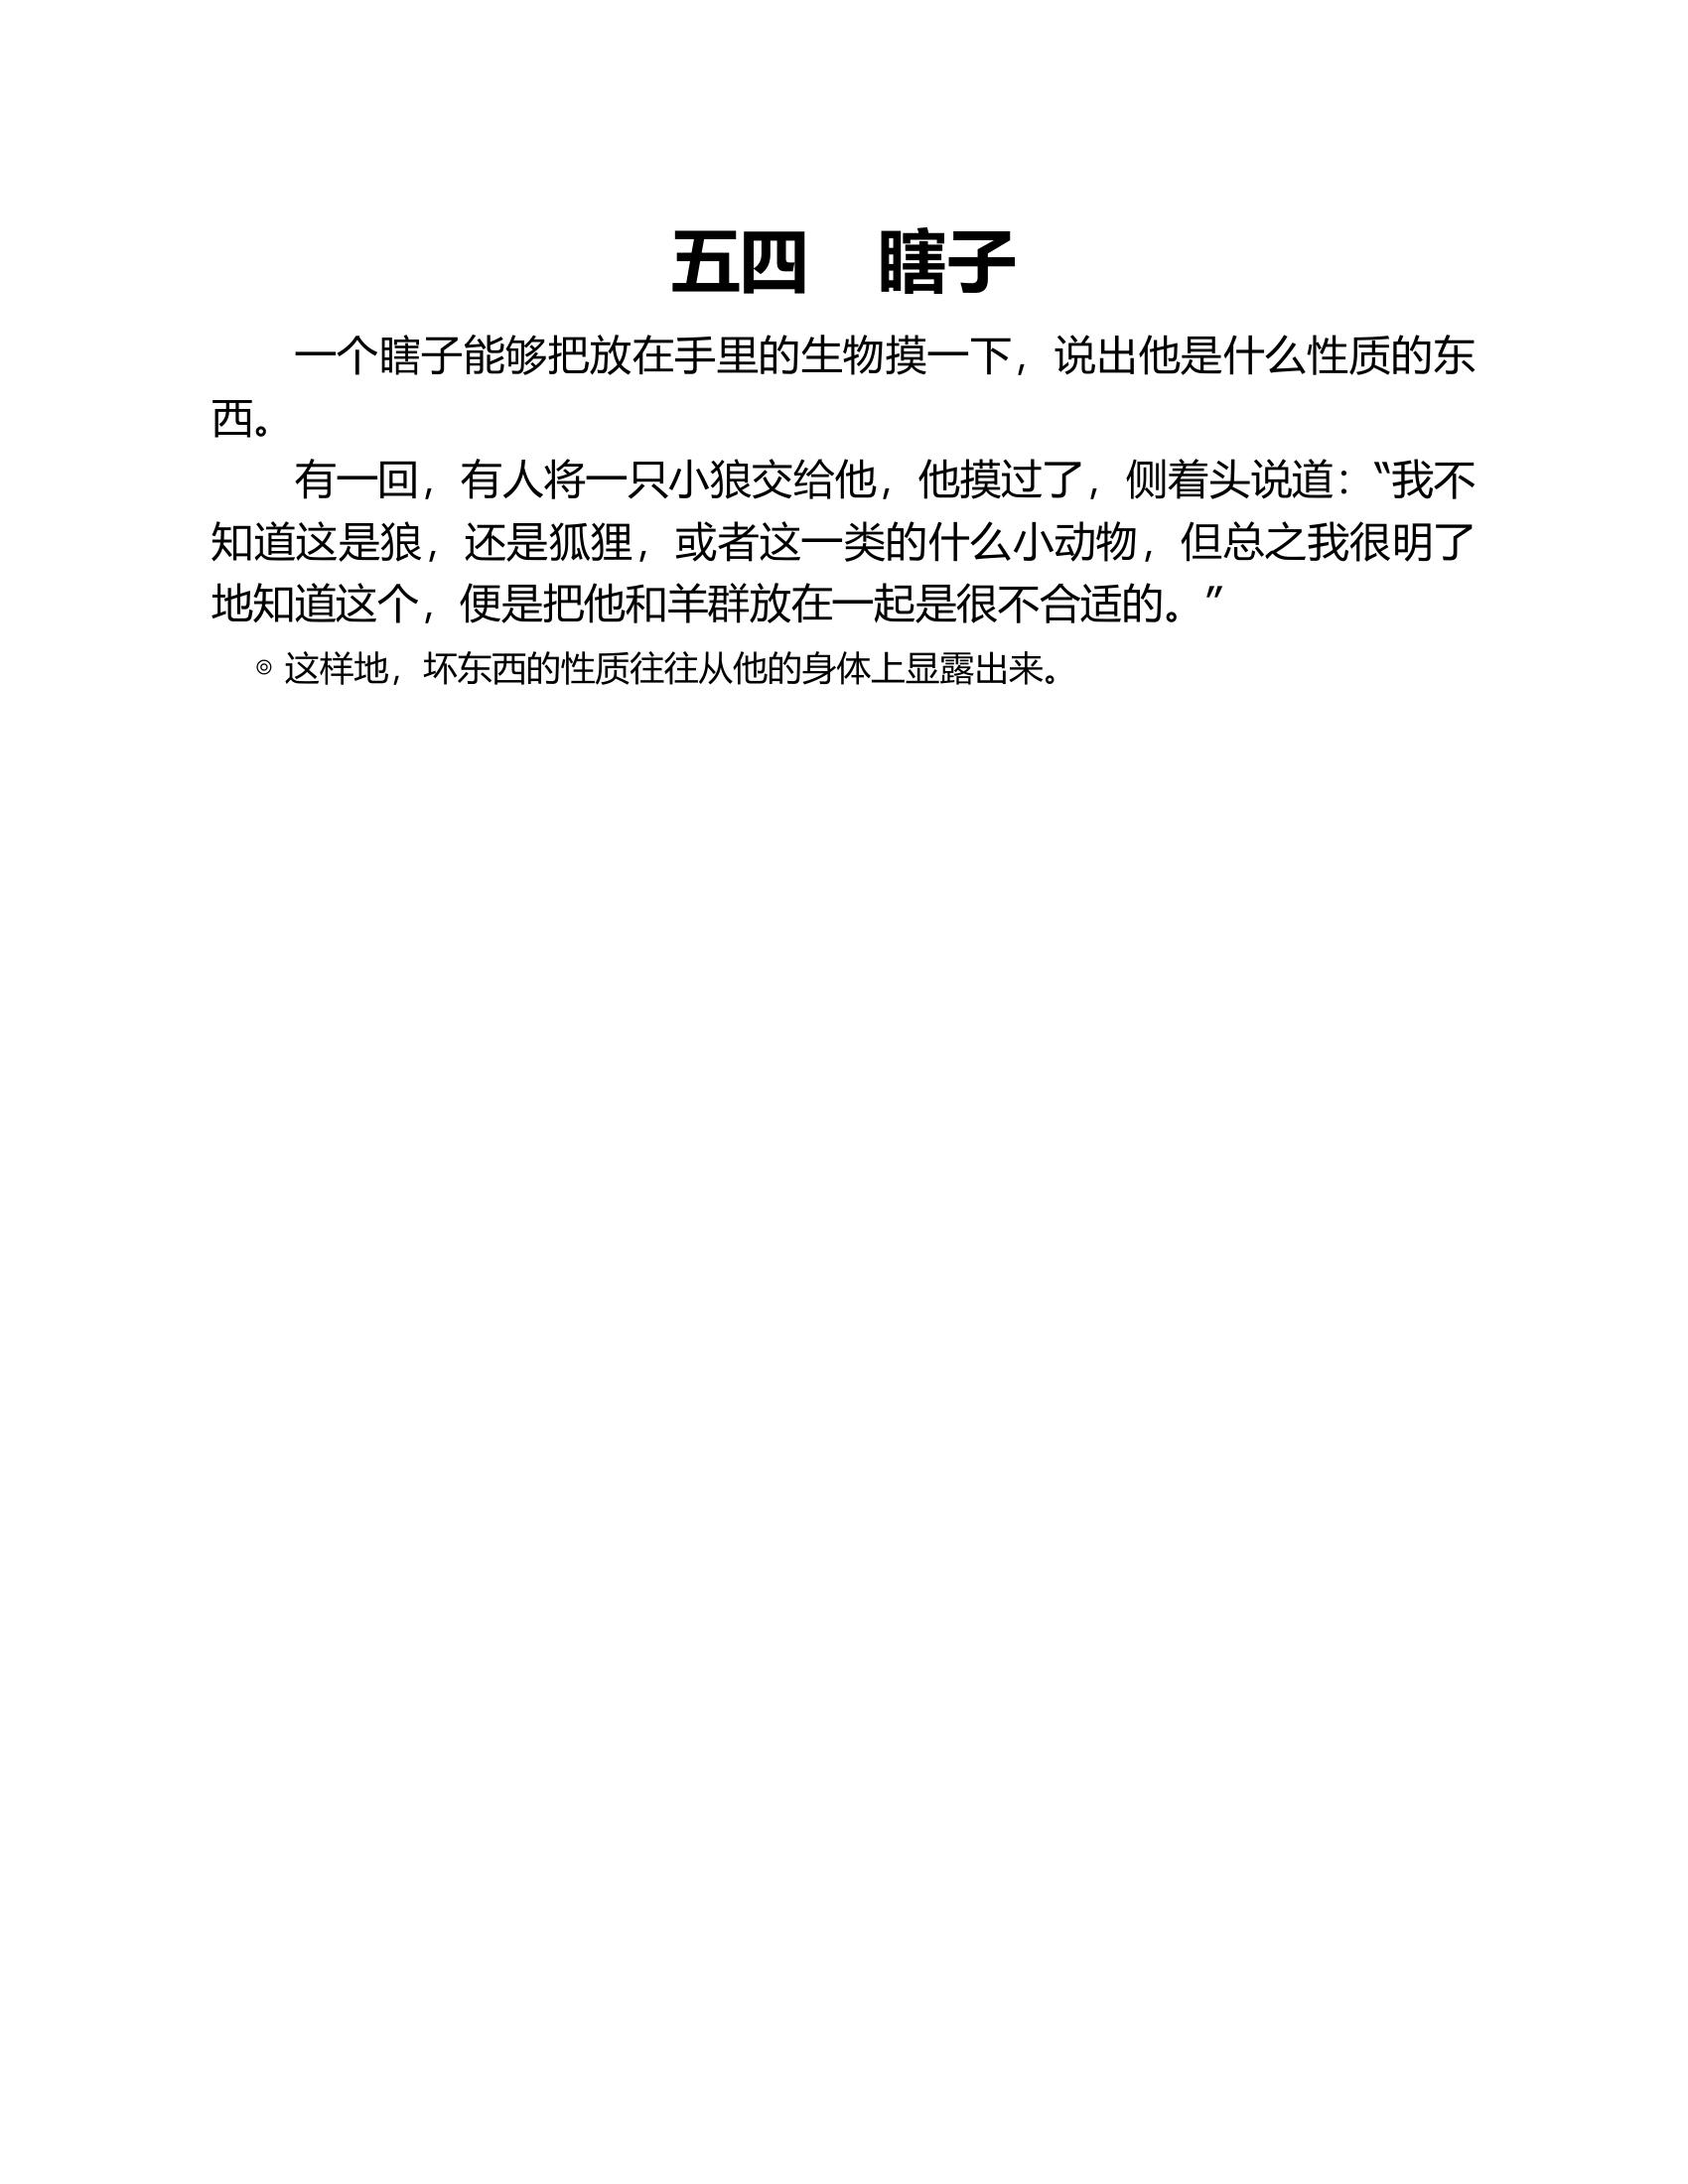 五四　瞎子
一个瞎子能够把放在手里的生物摸一下，说出他是什么性质的东
西。
有一回，有人将一只小狼交给他，他摸过了，侧着头说道：“我不
知道这是狼，还是狐狸，或者这一类的什么小动物，但总之我很明了
地知道这个，便是把他和羊群放在一起是很不合适的。”
◎ 这样地，坏东西的性质往往从他的身体上显露出来。